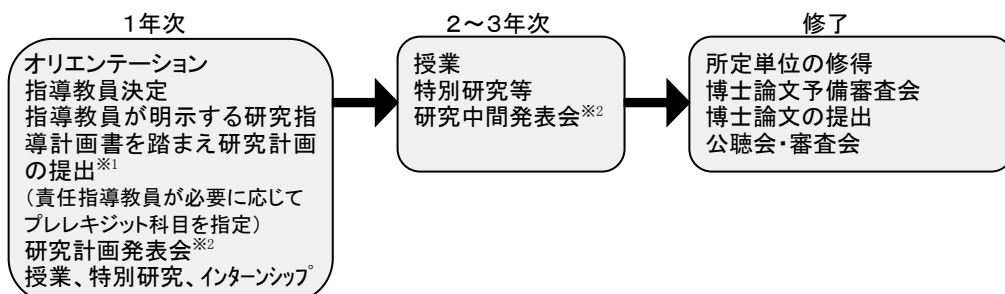 1年次
オリエンテーション
指導教員決定
指導教員が明示する研究指
導計画書を踏まえ研究計画
の提出※1
(責任指導教員が必要に応じて
プレレキジット科目を指定)
研究計画発表会※2
授業、特別研究、インターンシップ
2~3年次
授業
特別研究等
研究中間発表会※2
修了
所定単位の修得
博士論文予備審査会
博士論文の提出
公聴会・審査会